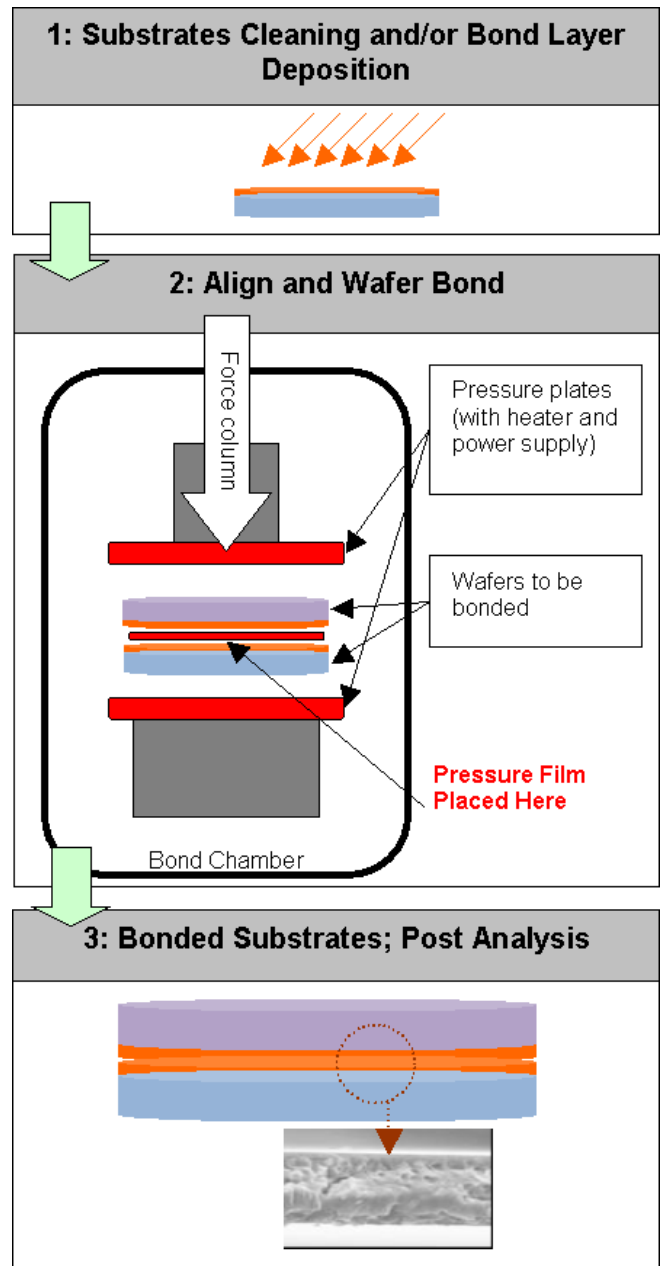 1: Substrates Cleaning and/or Bond Layer
Deposition
2: Align and Wafer Bond
Force column
Pressure plates
(with heater and
power supply)
Wafers to be
bonded
Pressure Film
Placed Here
Bond Chamber
3: Bonded Substrates; Post Analysis